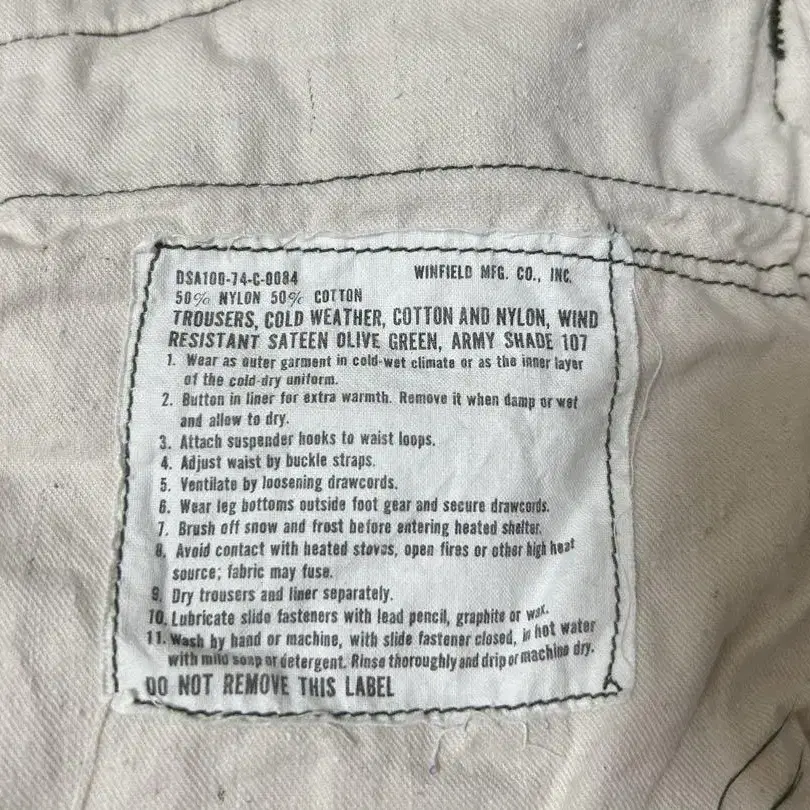 DSA100-74-C-0084 WINFIELD MFG. CO., INC.
50% NYLON 50% COTTON
TROUSERS, COLD WEATHER, COTTON AND NYLON, WIND
RESISTANT SATEEN OLIVE GREEN, ARMY SHADE 107
1. Wear as outer garment in cold-wet climate or as the inner layer
of the cold-dry uniform.
2. Button in liner for extra warmth. Remove it when damp or wet
and allow to dry.
3. Attach suspender hooks to waist loops.
4. Adjust waist by buckle straps.
5. Ventilate by loosening drawcords.
6. Wear leg bottoms outside foot gear and secure drawcords.
7. Brush off snow and frost before entering heated shelter.
8. Avoid contact with heated stoves, open fires or other high heat
source; fabric may fuse.
9. Dry trousers and liner separately.
10. Lubricate slide fasteners with lead pencil, graphite or wax.
11. Wash by hand or machine, with slide fastener closed, in hot water
with mild soap or detergent. Rinse thoroughly and drip or machine dry.
DO NOT REMOVE THIS LABEL